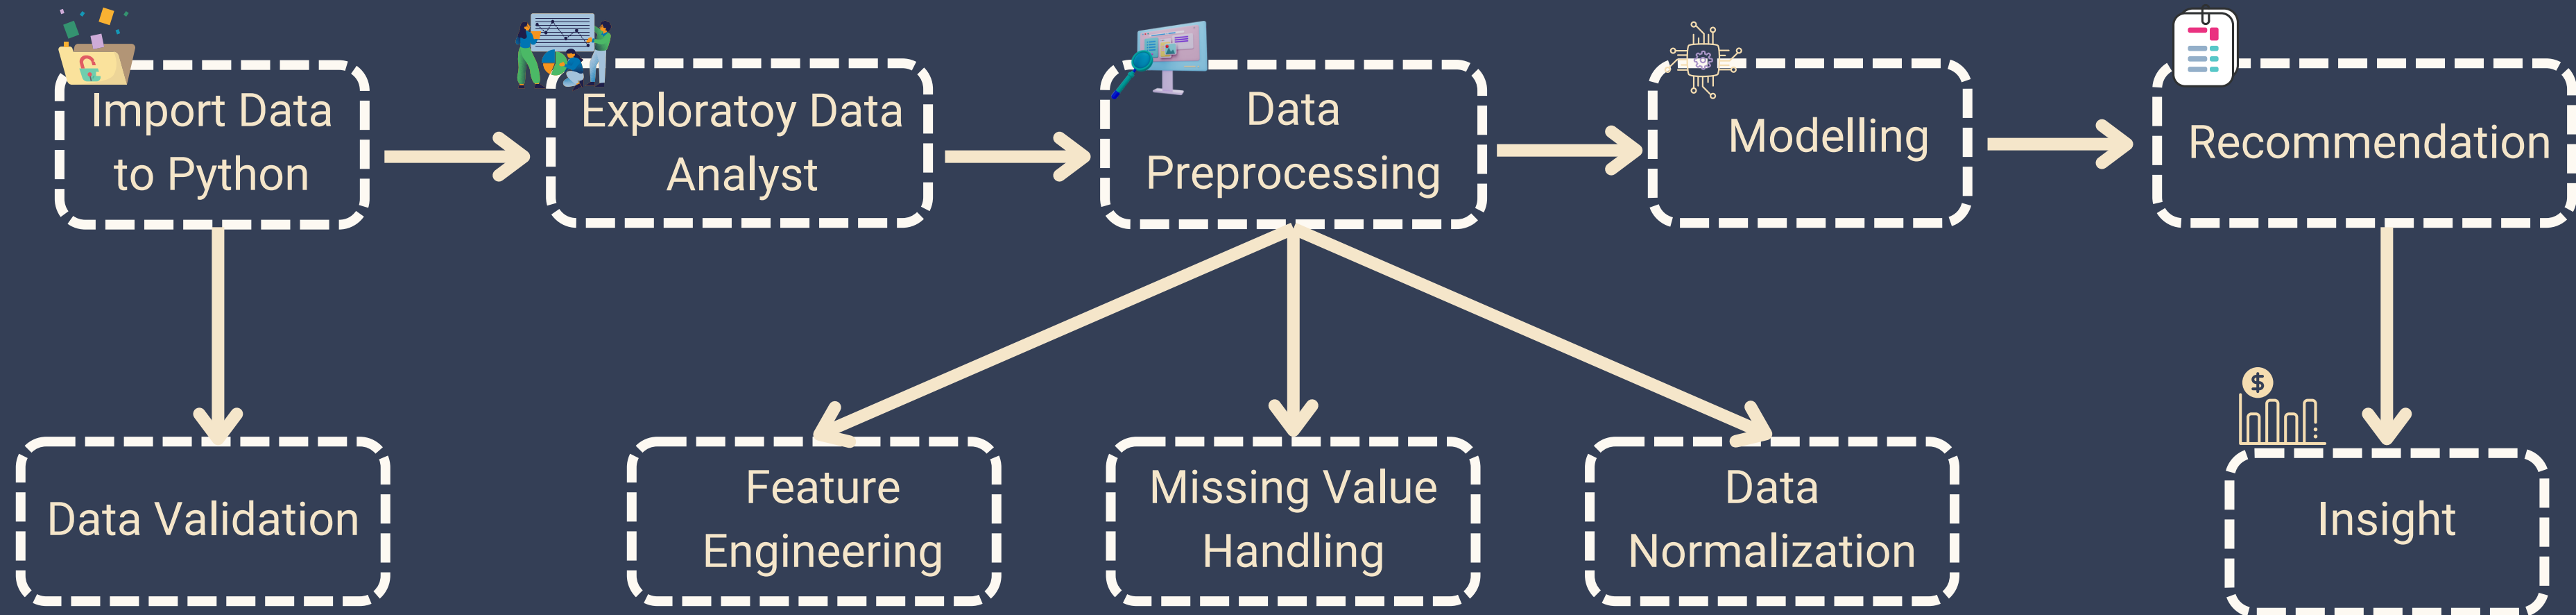 Import Data
to Python
Exploratoy Data
Analyst
Data
Preprocessing
Modelling
Recommendation
Data Validation
Feature
Engineering
Missing Value
Handling
Data
Normalization
$
Insight